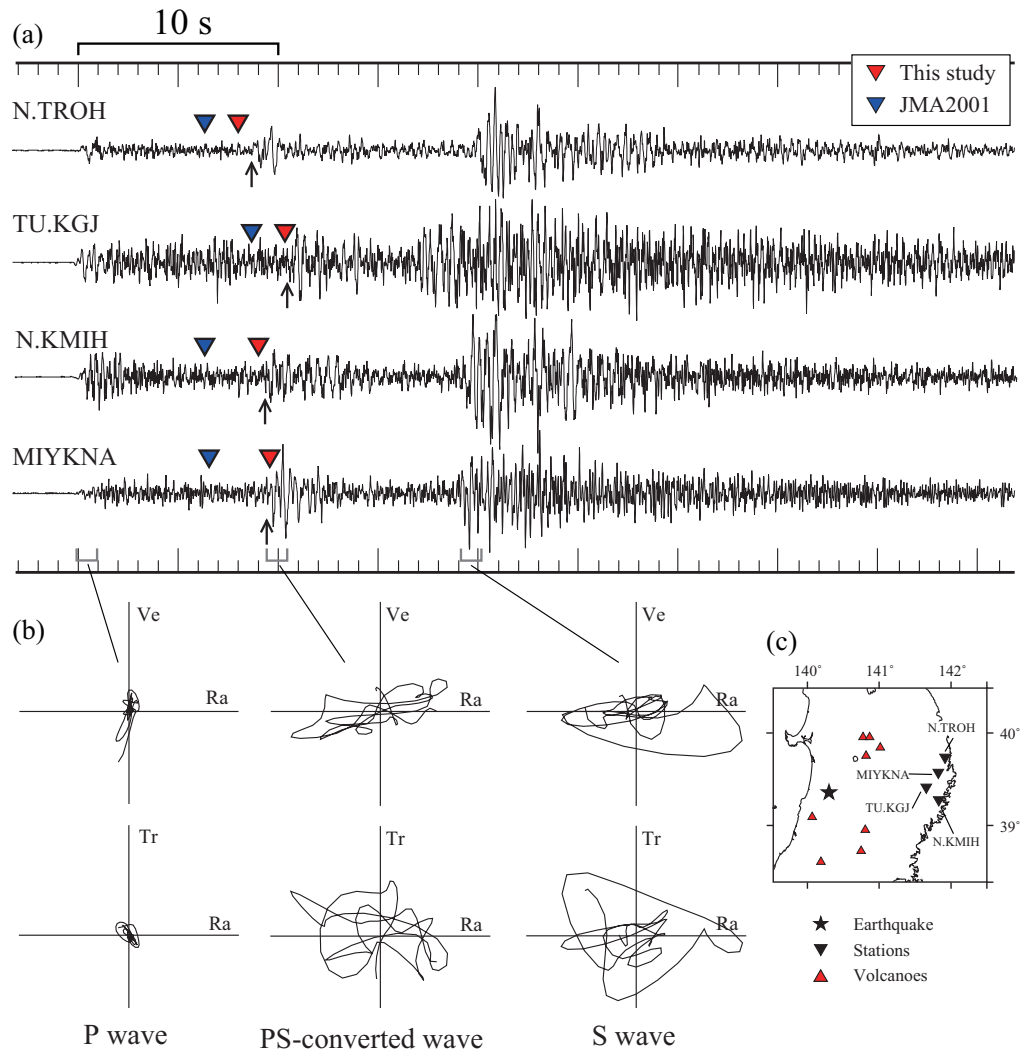 (a)
10 s
This study
JMA2001
N.TROH
TU.KGJ
N.KMIH
MIYKNA
(b)
Ve
Ra
Ve
Ra
Ve
Ra
Tr
Ra
Tr
Ra
Tr
Ra
P wave
PS-converted wave
S wave
(c)
140° 141° 142°
40°
39°
N.TROH
MIYKNA
TU.KGJ
N.KMIH
Earthquake
Stations
Volcanoes